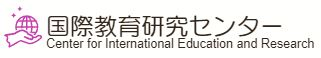 国際教育研究センター
Center for International Education and Research